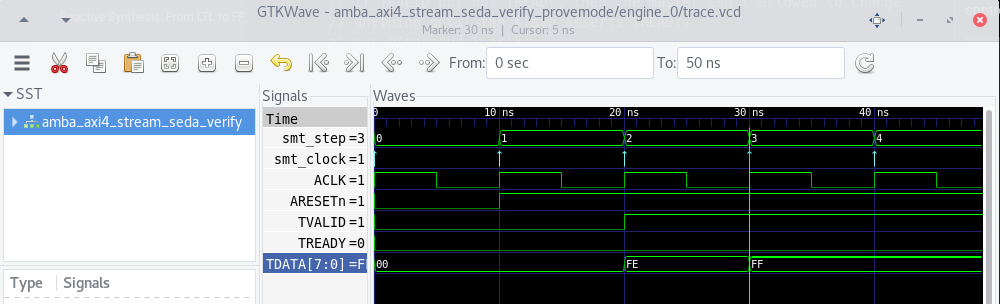 GTKWave - amba_axi4_stream_seda_verify_provemode/engine_0/trace.vcd
Marker: 30 ns | Cursor: 5 ns
From: 0 sec To: 50 ns
SST
amba_axi4_stream_seda_verify
Type Signals
Signals
Time
smt_step=3
smt_clock=1
ACLK=1
ARESETn=1
TVALID=1
TREADY=0
TDATA[7:0]=F
Waves
0 10 ns 20 ns 30 ns 40 ns
0 1 2 3 4
00 FE FF